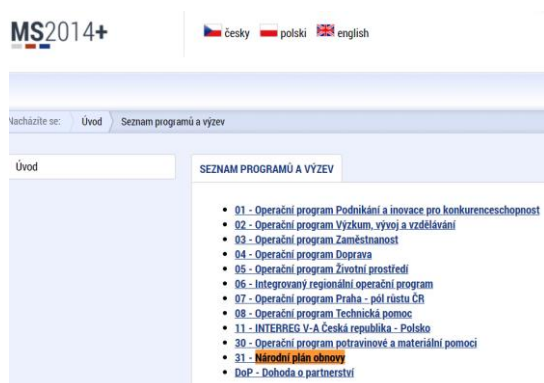 MS2014+
česky polski english
Nacházíte se: Úvod Seznam programů a výzev
Úvod
SEZNAM PROGRAMŮ A VÝZEV
01 - Operační program Podnikání a inovace pro konkurenceschopnost
02 - Operační program Výzkum, vývoj a vzdělávání
03 - Operační program Zaměstnanost
04 - Operační program Doprava
05 - Operační program Životní prostředí
06 - Integrovaný regionální operační program
07 - Operační program Praha - pól růstu ČR
08 - Operační program Technická pomoc
11 - INTERREG V-A Česká republika - Polsko
30 - Operační program potravinové a materiální pomoci
31 - Národní plán obnovy
DoP - Dohoda o partnerství